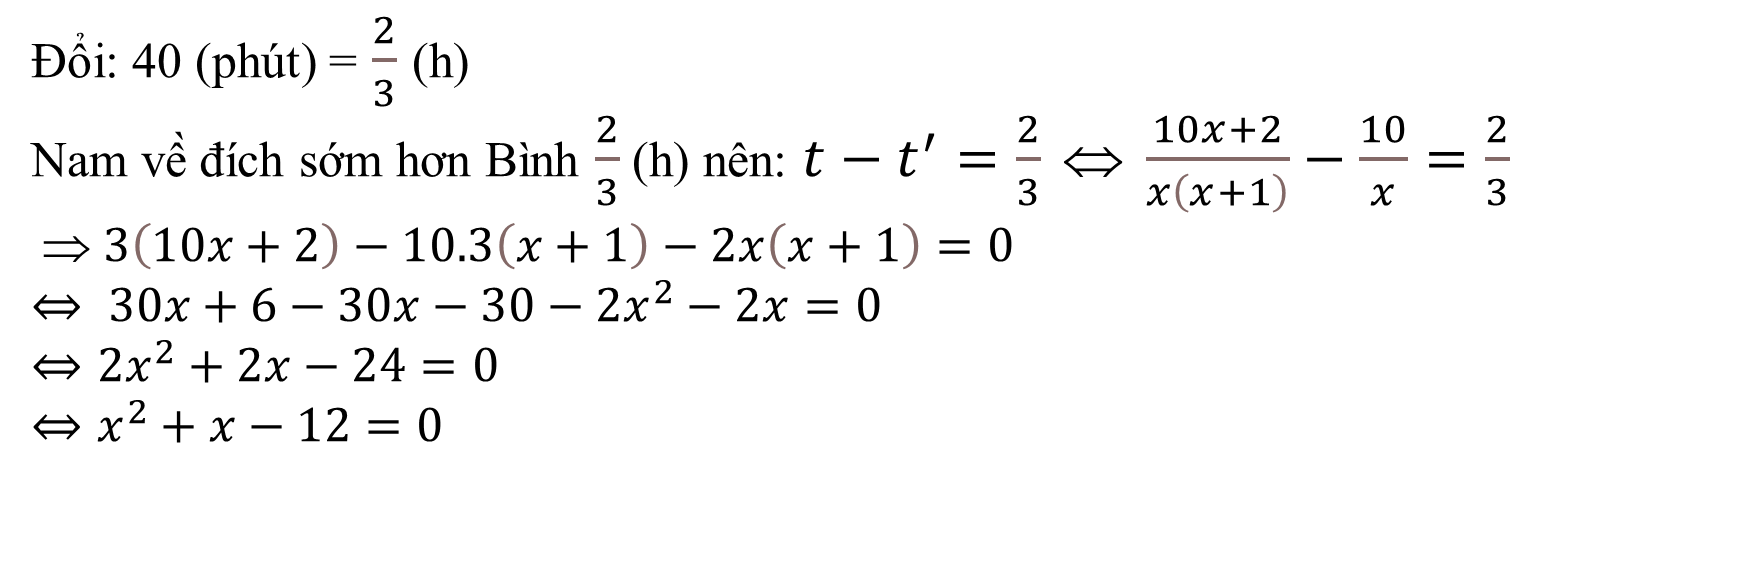 Đổi: 40 (phút) = 2/3 (h)
Nam về đích sớm hơn Bình 2/3 (h) nên: t − t′ = 2/3 ⇔ (10x+2)/(x(x+1)) − 10/x = 2/3
⇒ 3(10x + 2) − 10.3(x + 1) − 2x(x + 1) = 0
⇔ 30x + 6 − 30x − 30 − 2x² − 2x = 0
⇔ 2x² + 2x − 24 = 0
⇔ x² + x − 12 = 0